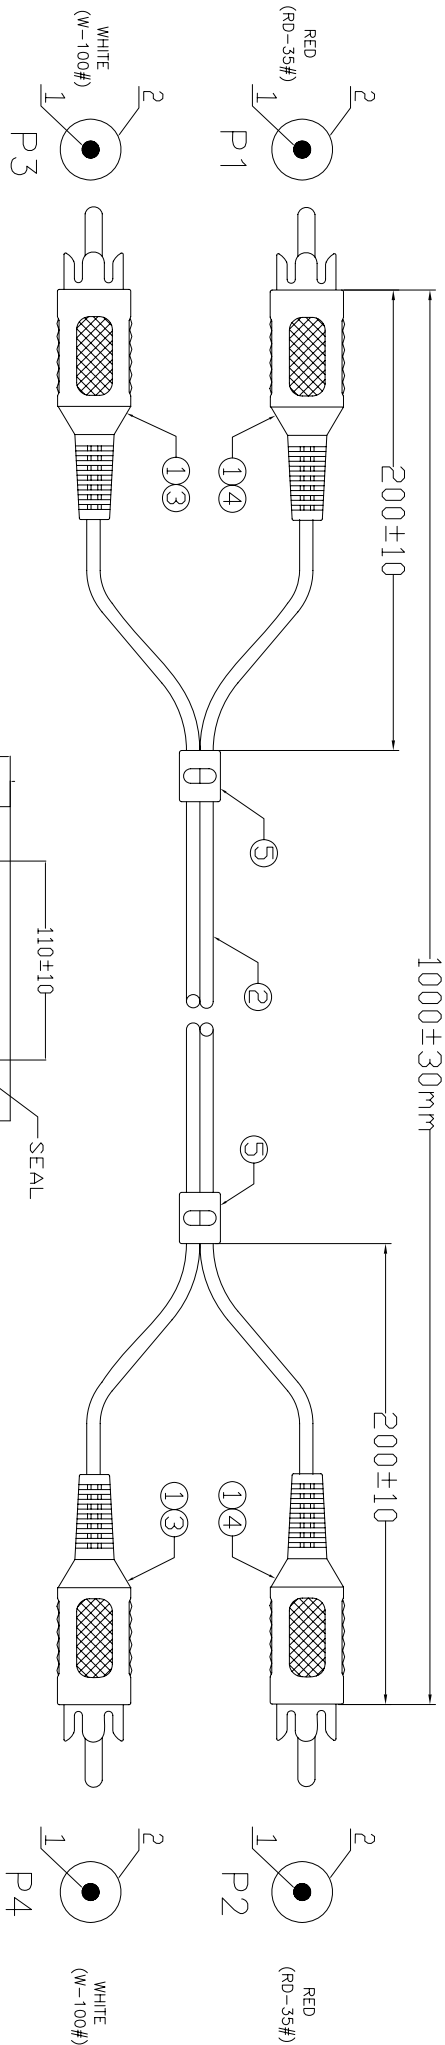 1000±30mm
200±10
200±10
RED
(RD-35#)
2
1
P1
①④
⑤
②
⑤
①④
2
1
P2
RED
(RD-35#)
WHITE
(W-100#)
2
1
P3
①③
①③
2
1
P4
WHITE
(W-100#)
110±10
SEAL